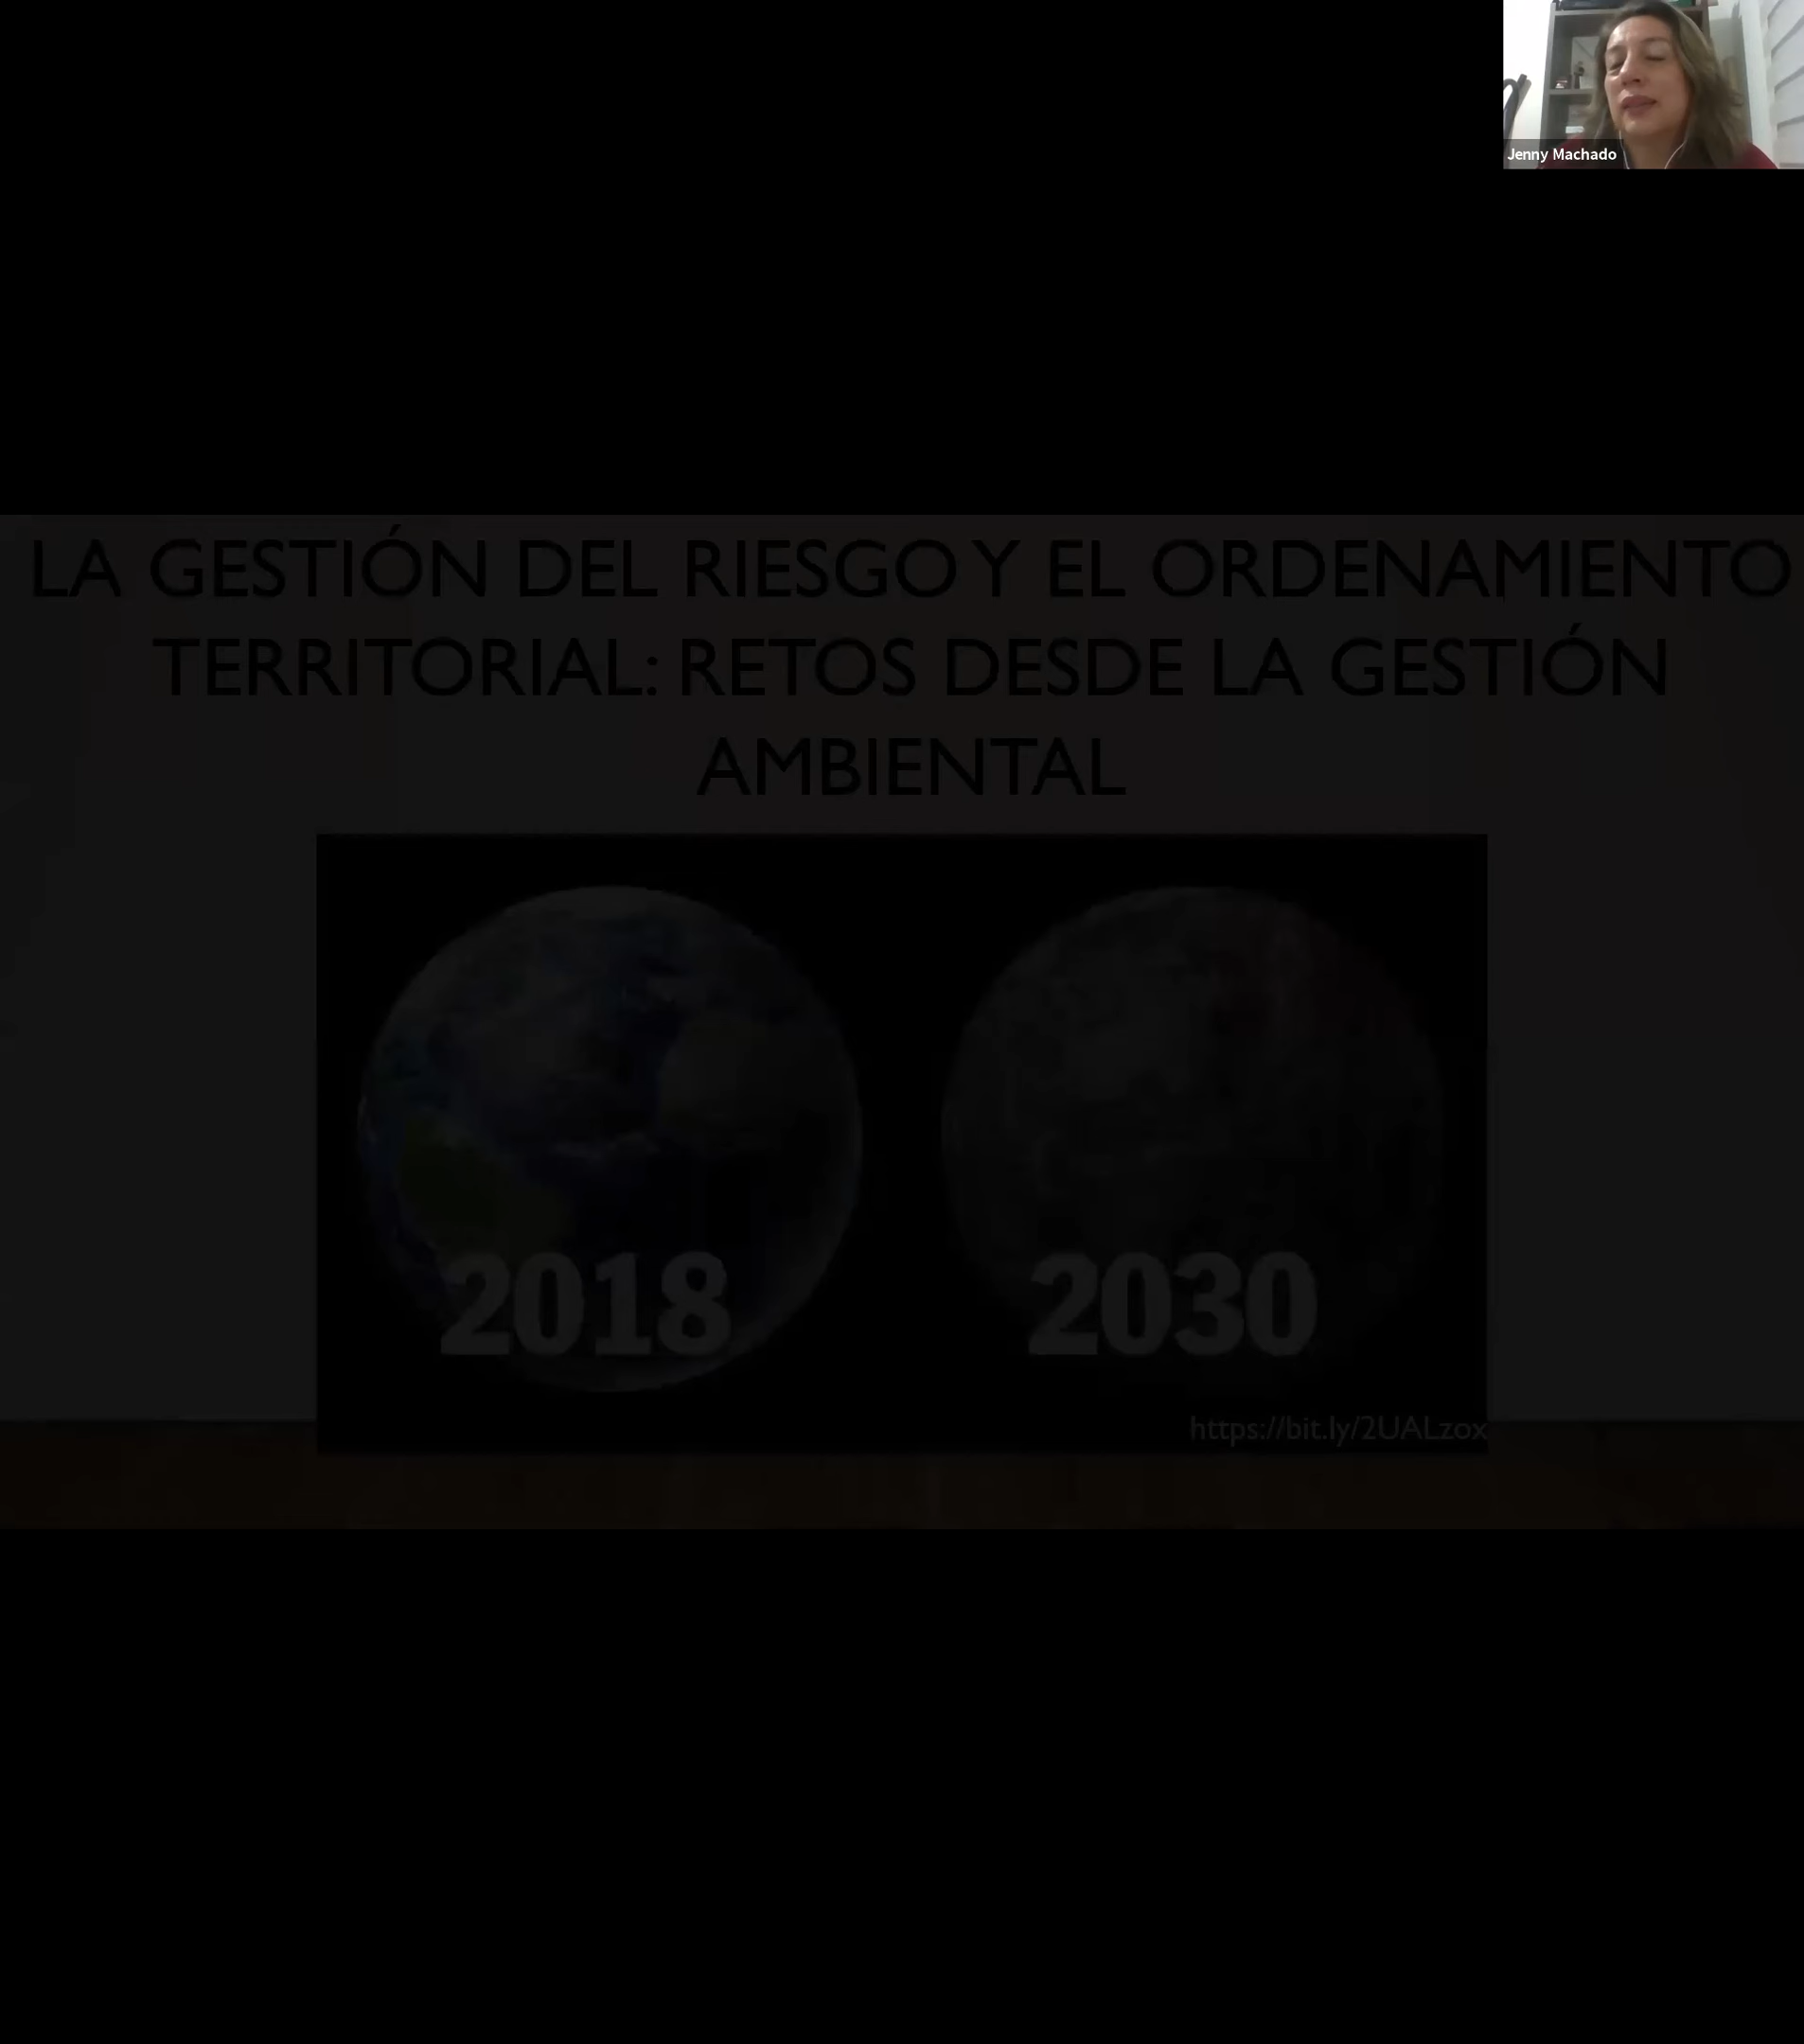 Jenny Machado
LA GESTIÓN DEL RIESGO Y EL ORDENAMIENTO
TERRITORIAL: RETOS DESDE LA GESTIÓN
AMBIENTAL
2018
2030
https://bit.ly/2UALzox